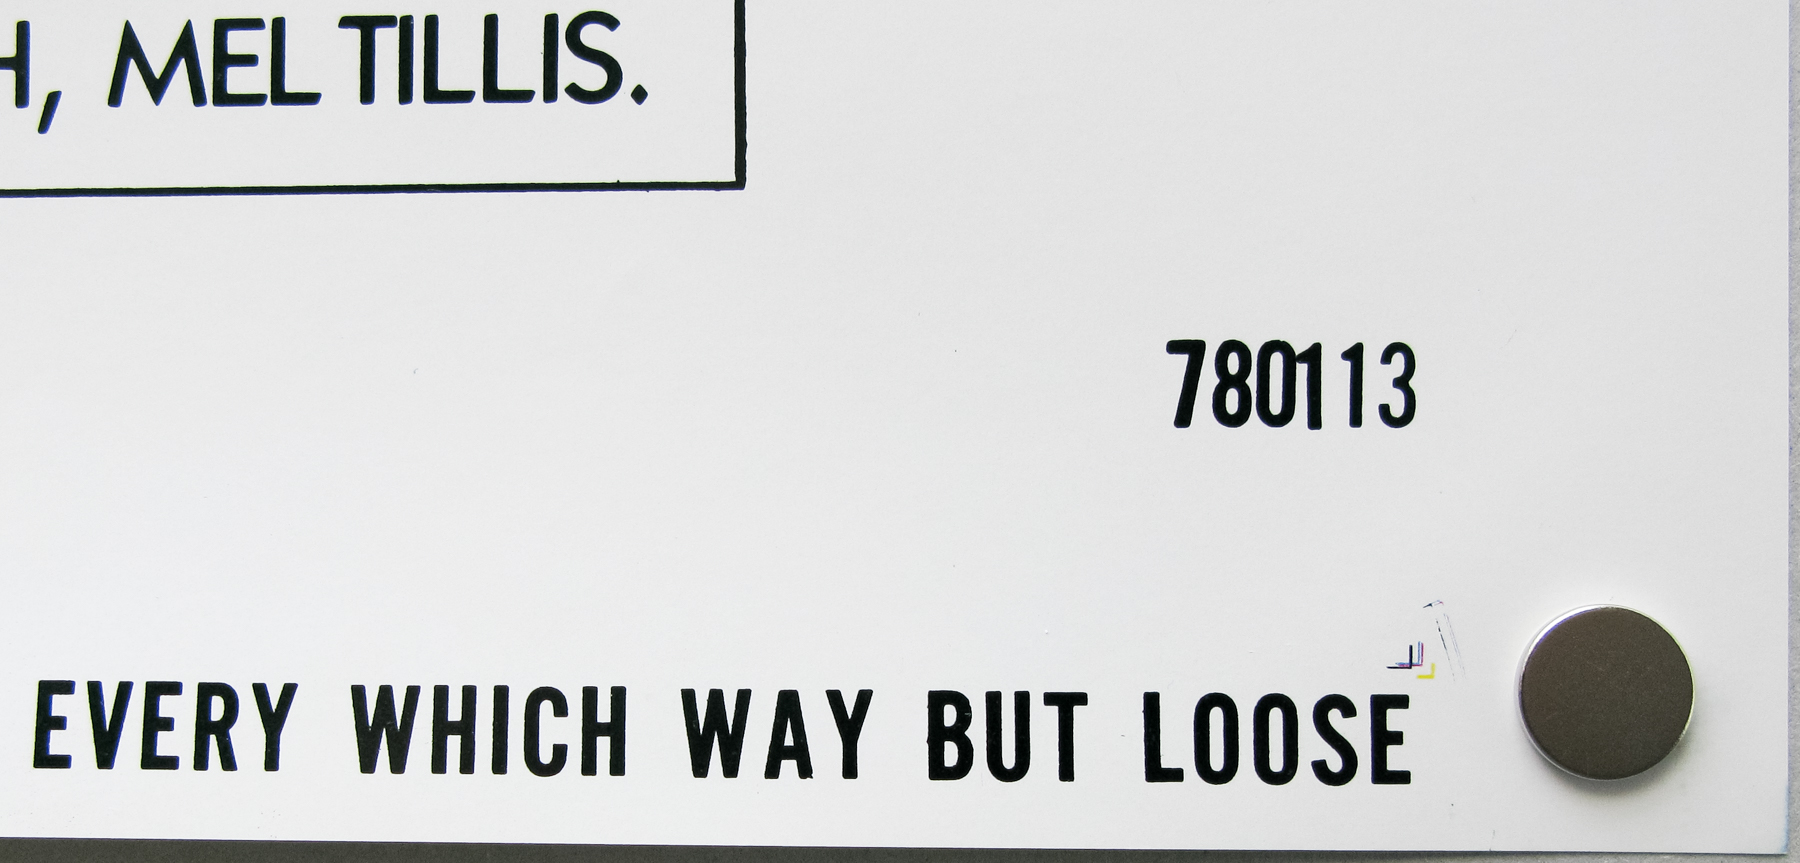 H, MEL TILLIS.
780113
EVERY WHICH WAY BUT LOOSE